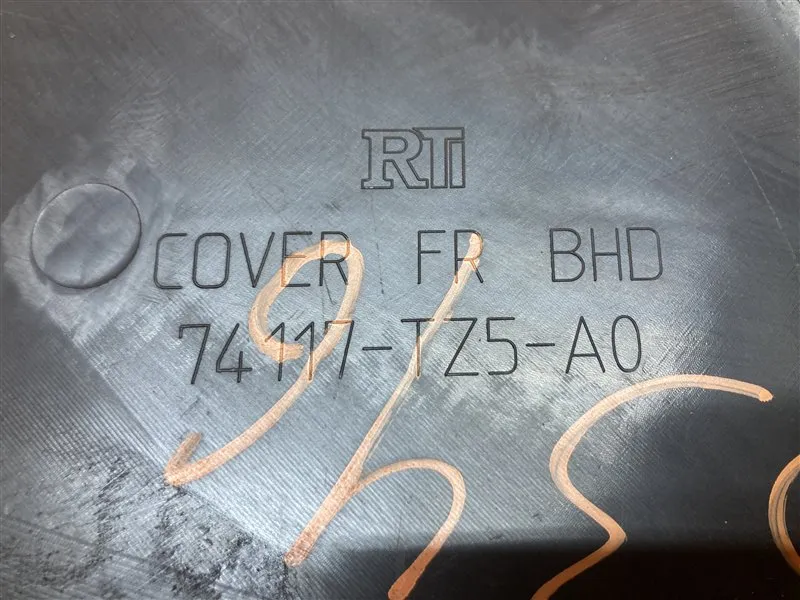 RTi
COVER FR BHD
74117-TZ5-A0